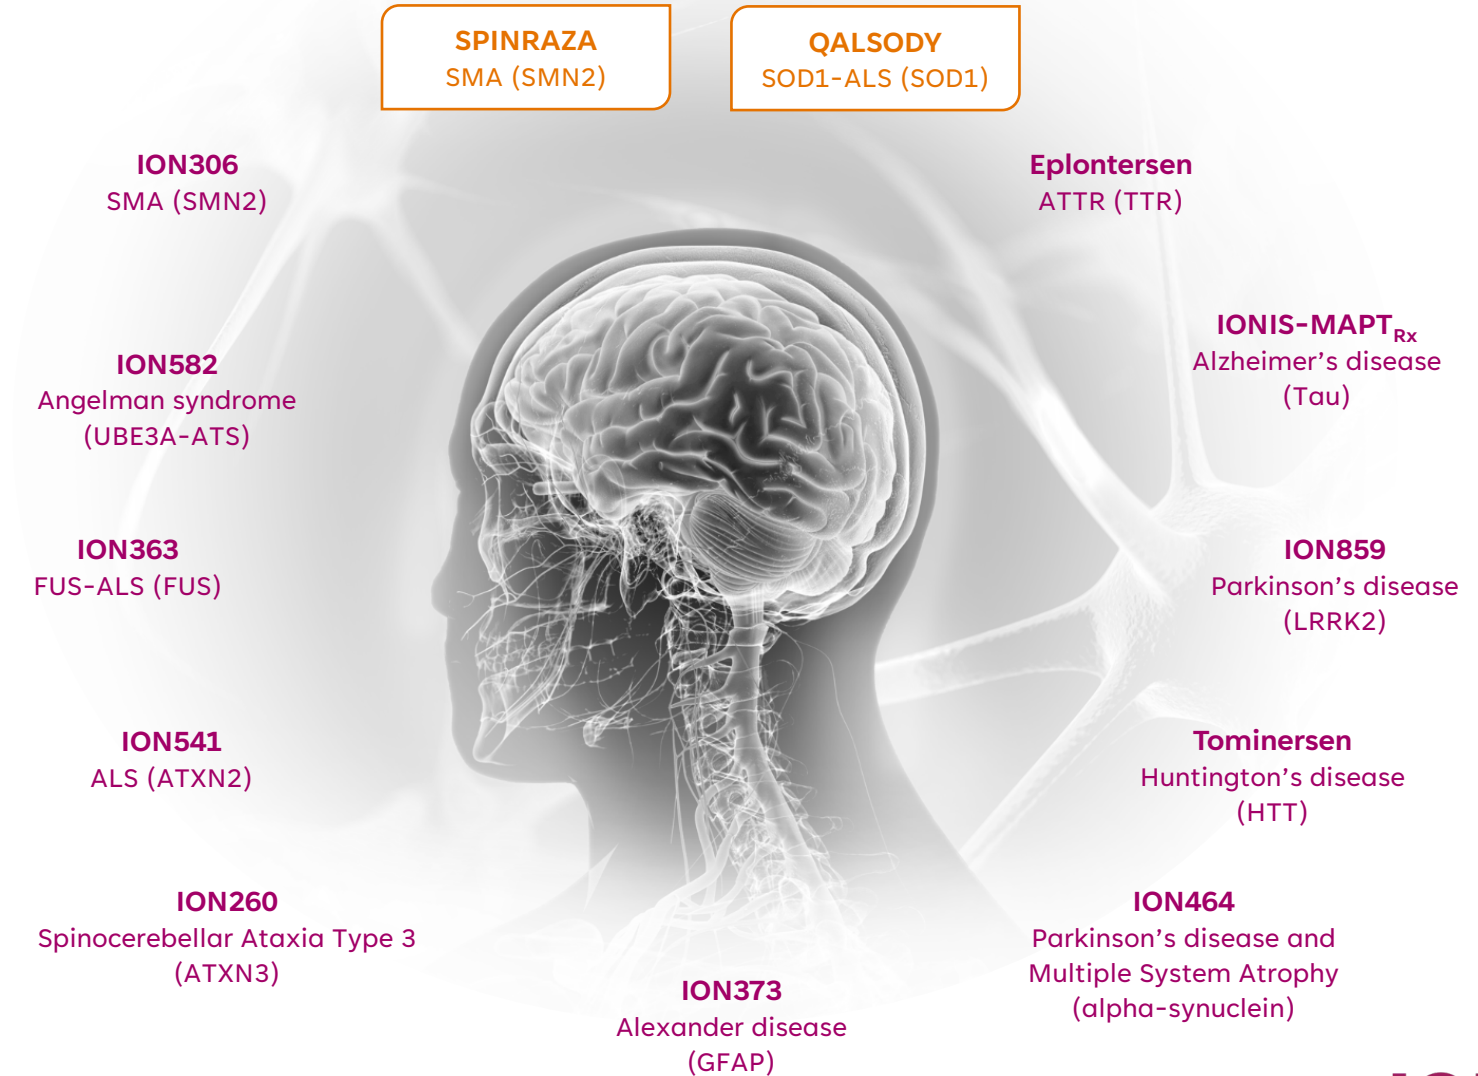 SPINRAZA
SMA (SMN2)
QALSODY
SOD1-ALS (SOD1)
ION306
SMA (SMN2)
Eplontersen
ATTR (TTR)
ION582
Angelman syndrome
(UBE3A-ATS)
IONIS-MAPTRx
Alzheimer’s disease
(Tau)
ION363
FUS-ALS (FUS)
ION859
Parkinson’s disease
(LRRK2)
ION541
ALS (ATXN2)
Tominersen
Huntington’s disease
(HTT)
ION260
Spinocerebellar Ataxia Type 3
(ATXN3)
ION464
Parkinson’s disease and
Multiple System Atrophy
(alpha-synuclein)
ION373
Alexander disease
(GFAP)